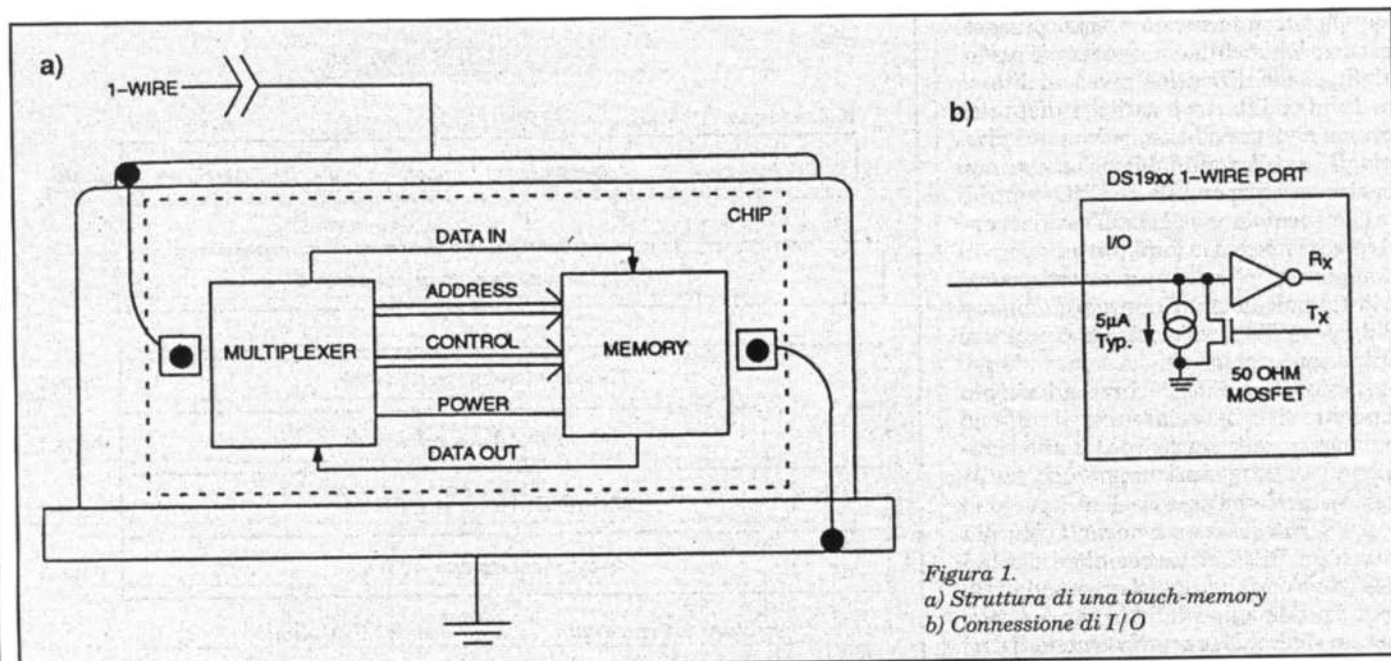 a)
1–WIRE
CHIP
DATA IN
ADDRESS
MULTIPLEXER
CONTROL
MEMORY
POWER
DATA OUT
b)
DS19xx 1–WIRE PORT
I/O
RX
TX
5µA
Typ.
50 OHM
MOSFET
Figura 1.
a) Struttura di una touch-memory
b) Connessione di I/O